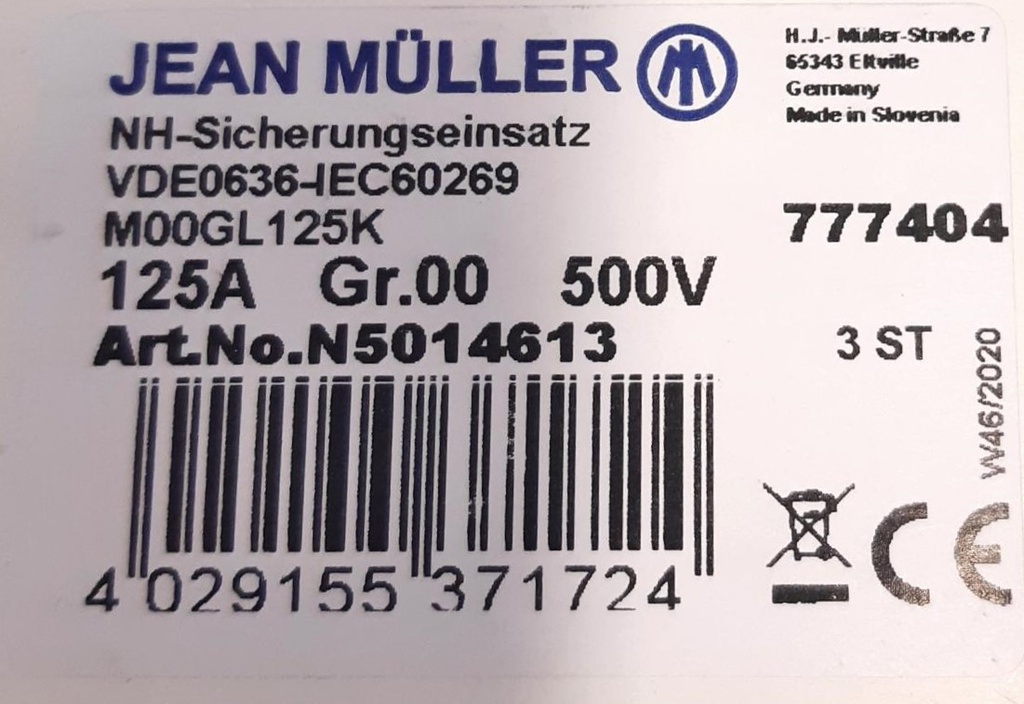 JEAN MÜLLER
H.J.- Müller-Straße 7
65343 Eltville
Germany
Made in Slovenia
NH-Sicherungseinsatz
VDE0636-IEC60269
M00GL125K
777404
125A Gr.00 500V
Art.No.N5014613
3 ST
W46/2020
4 029155 371724
CE